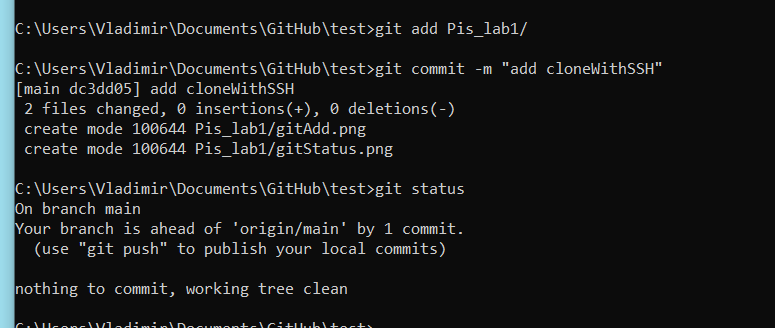 C:\Users\Vladimir\Documents\GitHub\test>git add Pis_lab1/
C:\Users\Vladimir\Documents\GitHub\test>git commit -m "add cloneWithSSH"
[main dc3dd05] add cloneWithSSH
 2 files changed, 0 insertions(+), 0 deletions(-)
 create mode 100644 Pis_lab1/gitAdd.png
 create mode 100644 Pis_lab1/gitStatus.png
C:\Users\Vladimir\Documents\GitHub\test>git status
On branch main
Your branch is ahead of 'origin/main' by 1 commit.
  (use "git push" to publish your local commits)
nothing to commit, working tree clean
C:\Users\Vladimir\Documents\GitHub\test>